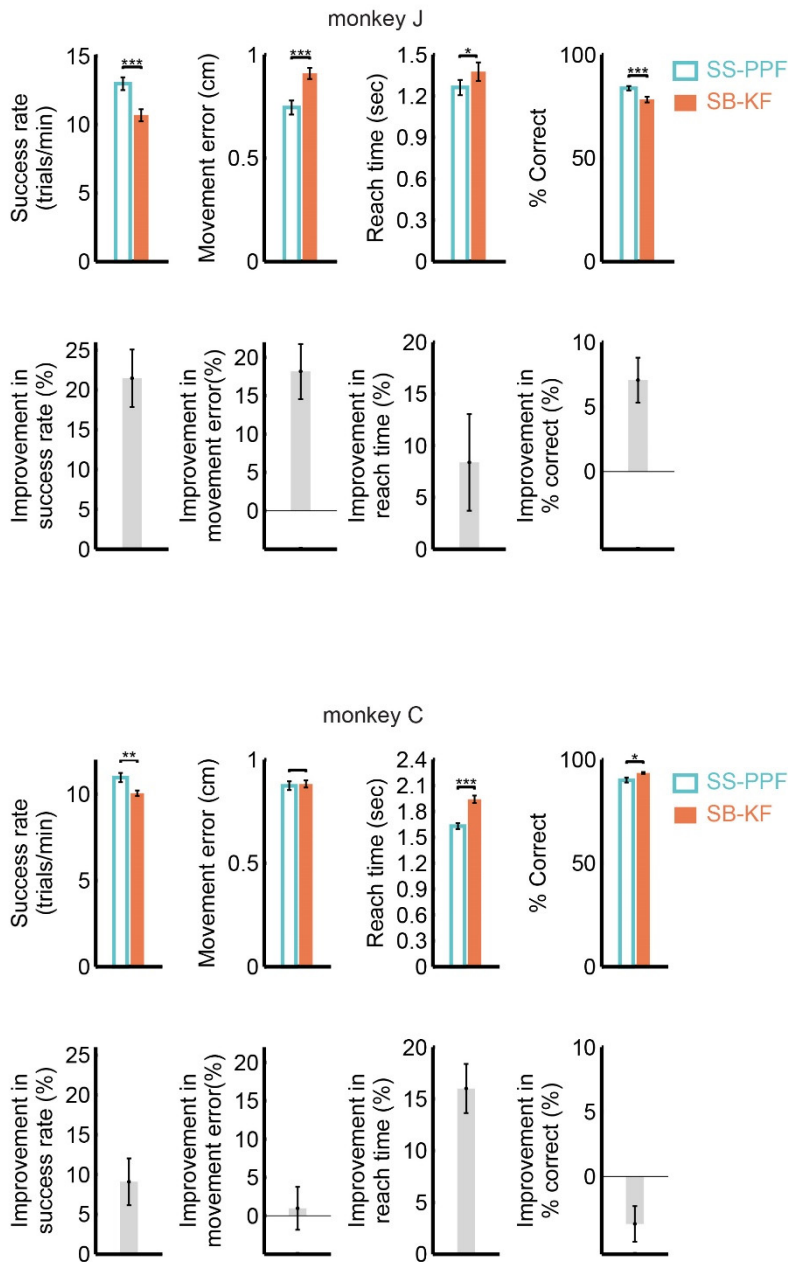 monkey J
Success rate
(trials/min)
15
10
5
0
***
Movement error (cm)
1
0.5
0
***
Reach time (sec)
1.5
1.2
0.9
0.6
0.3
0
*
% Correct
100
50
0
***
SS-PPF
SB-KF
Improvement in
success rate (%)
25
20
15
10
5
0
Improvement in
movement error(%)
20
15
10
5
0
Improvement in
reach time (%)
20
15
10
5
0
Improvement in
% correct (%)
10
5
0
monkey C
Success rate
(trials/min)
10
5
0
**
Movement error (cm)
1
0.5
0
Reach time (sec)
2.4
2.1
1.8
1.5
1.2
0.9
0.6
0.3
0
***
% Correct
100
50
0
*
SS-PPF
SB-KF
Improvement in
success rate (%)
25
20
15
10
5
0
Improvement in
movement error(%)
20
15
10
5
0
Improvement in
reach time (%)
20
15
10
5
0
Improvement in
% correct (%)
10
5
0